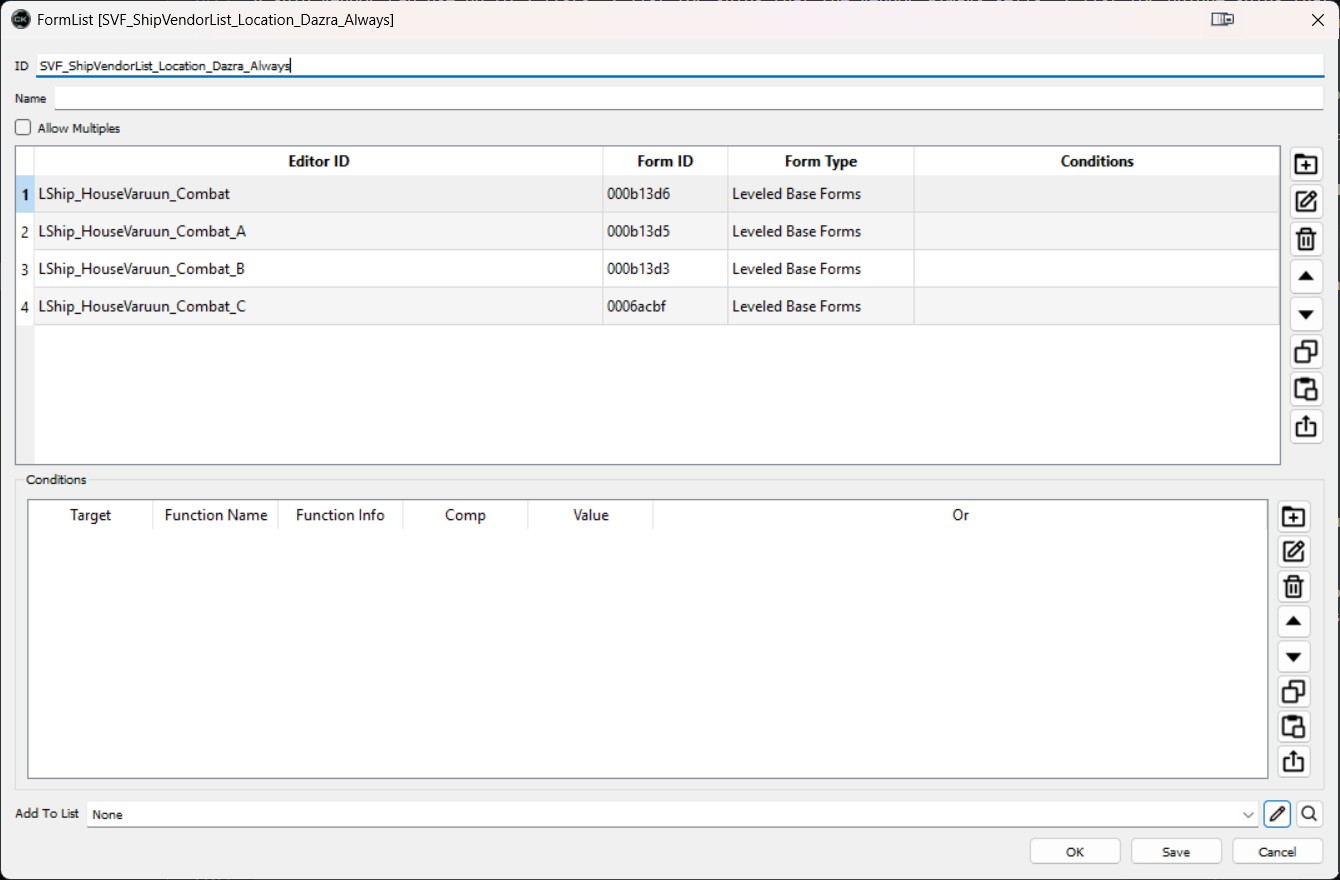 CK FormList [SVF_ShipVendorList_Location_Dazra_Always]
ID SVF_ShipVendorList_Location_Dazra_Always
Name
Allow Multiples
Editor ID Form ID Form Type Conditions
1 LShip_HouseVaruun_Combat 000b13d6 Leveled Base Forms
2 LShip_HouseVaruun_Combat_A 000b13d5 Leveled Base Forms
3 LShip_HouseVaruun_Combat_B 000b13d3 Leveled Base Forms
4 LShip_HouseVaruun_Combat_C 0006acbf Leveled Base Forms
Conditions
Target Function Name Function Info Comp Value Or
Add To List None
OK Save Cancel